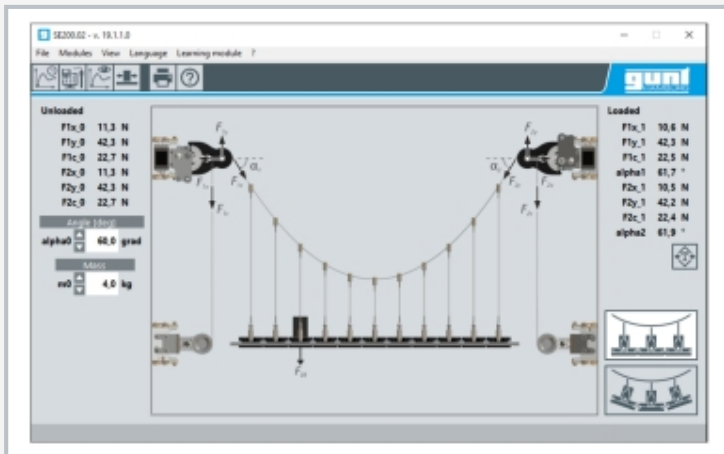 SE200.02 - v. 19.1.1.0
File Modules View Language Learning module ?
gunt
HAMBURG
Unloaded
F1x_0 11,3 N
F1y_0 42,3 N
F1c_0 22,7 N
F2x_0 11,3 N
F2y_0 42,3 N
F2c_0 22,7 N
Angle (deg)
alpha0 60,0 grad
Mass
m0 4,0 kg
α
α
Loaded
F1x_1 10,6 N
F1y_1 42,3 N
F1c_1 22,5 N
alpha1 61,7 °
F2x_1 10,5 N
F2y_1 42,2 N
F2c_1 22,4 N
alpha2 61,9 °